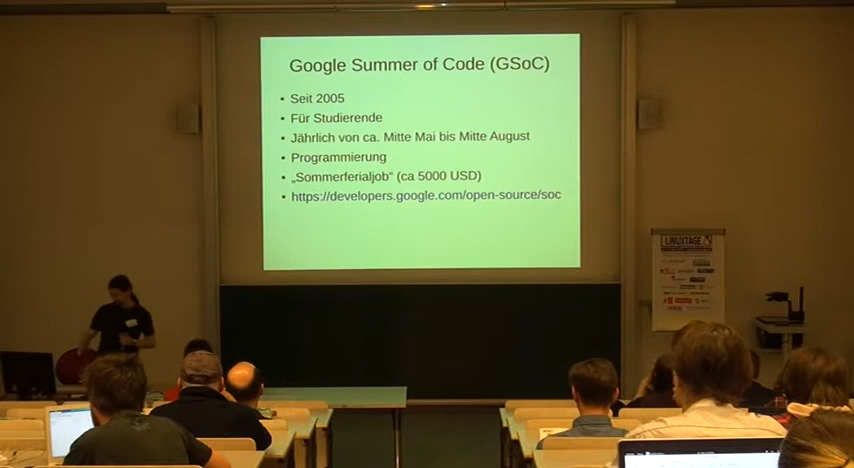 Google Summer of Code (GSoC)
• Seit 2005
• Für Studierende
• Jährlich von ca. Mitte Mai bis Mitte August
• Programmierung
• „Sommerferialjob“ (ca 5000 USD)
• https://developers.google.com/open-source/soc
LINUXTAGE